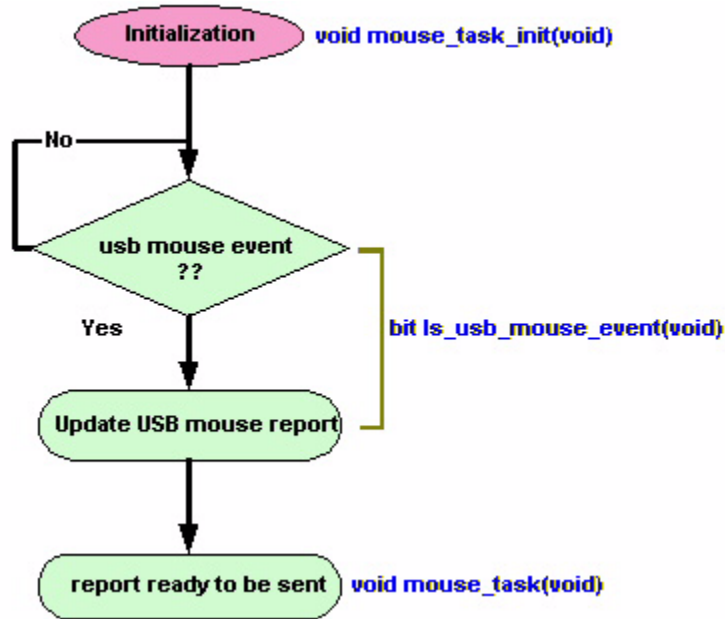 Initialization
void mouse_task_init(void)
No
usb mouse event
??
Yes
bit Is_usb_mouse_event(void)
Update USB mouse report
report ready to be sent
void mouse_task(void)